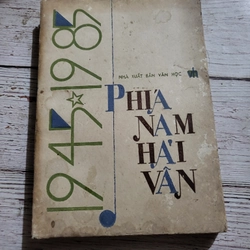 1945☆1985
NHÀ XUẤT BẢN VĂN HỌC
PHÍA
NAM
HẢI
VÂN